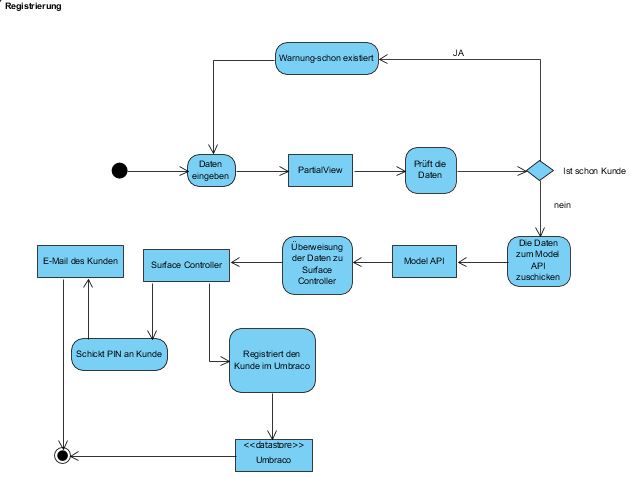 Registrierung
Warnung-schon existiert
JA
Daten
eingeben
PartialView
Prüft die
Daten
Ist schon Kunde
nein
E-Mail des Kunden
Surface Controller
Überweisung
der Daten zu
Surface
Controller
Model API
Die Daten
zum Model
API
zuschicken
Schickt PIN an Kunde
Registriert den
Kunde im Umbraco
<<datastore>>
Umbraco